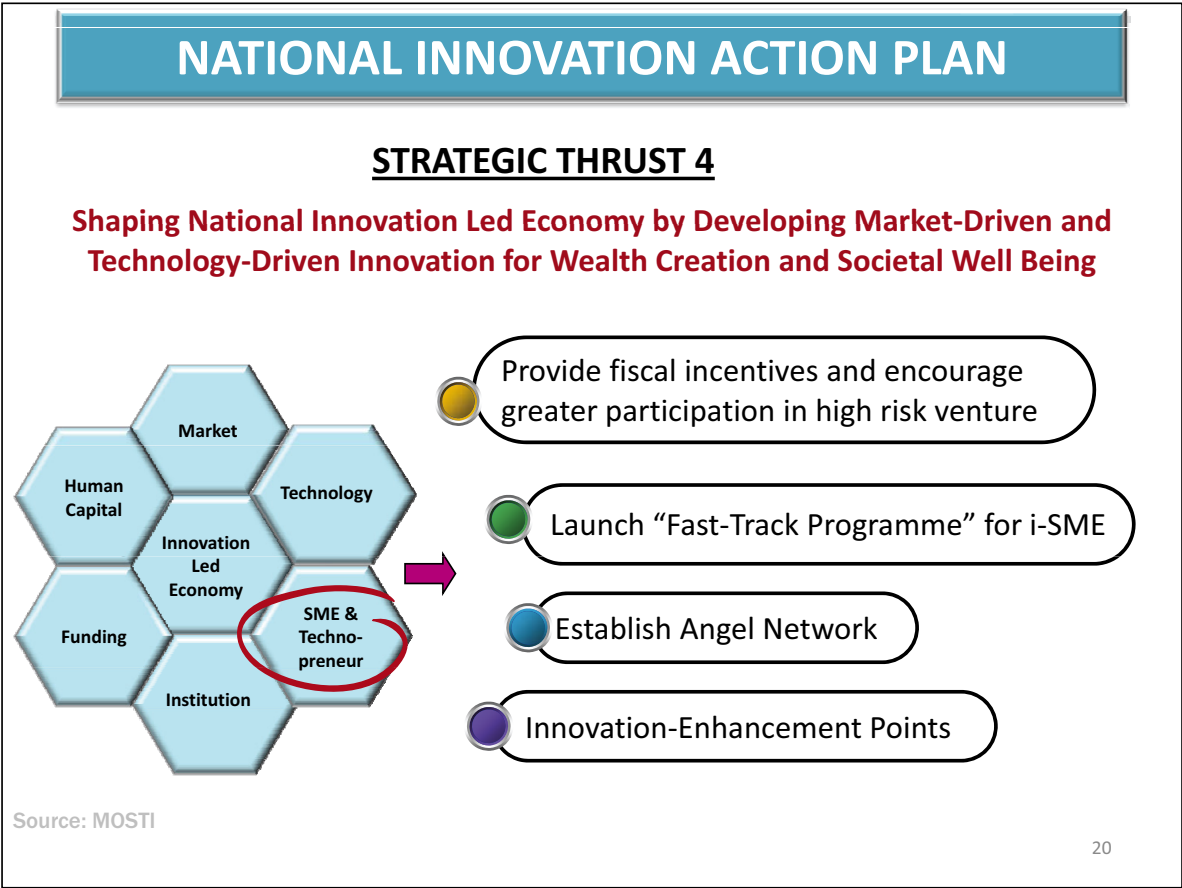 NATIONAL INNOVATION ACTION PLAN
STRATEGIC THRUST 4
Shaping National Innovation Led Economy by Developing Market-Driven and
Technology-Driven Innovation for Wealth Creation and Societal Well Being
Market
Human
Capital
Technology
Innovation
Led
Economy
Funding
SME &
Techno-
preneur
Institution
Provide fiscal incentives and encourage
greater participation in high risk venture
Launch “Fast-Track Programme” for i-SME
Establish Angel Network
Innovation-Enhancement Points
Source: MOSTI
20